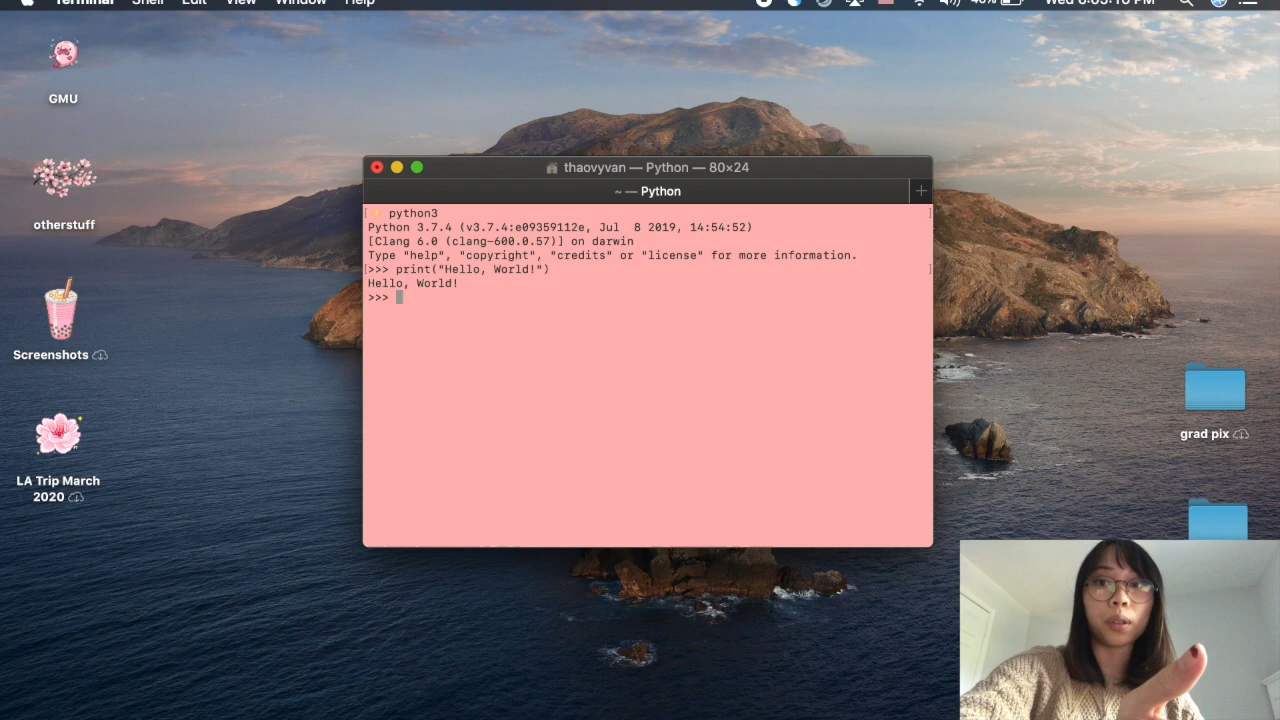 Terminal Shell Edit View Window Help
GMU
otherstuff
Screenshots
LA Trip March
2020
thaovyvan — Python — 80×24
~ — Python
python3
Python 3.7.4 (v3.7.4:e09359112e, Jul  8 2019, 14:54:52)
[Clang 6.0 (clang-600.0.57)] on darwin
Type "help", "copyright", "credits" or "license" for more information.
>>> print("Hello, World!")
Hello, World!
>>>
grad pix